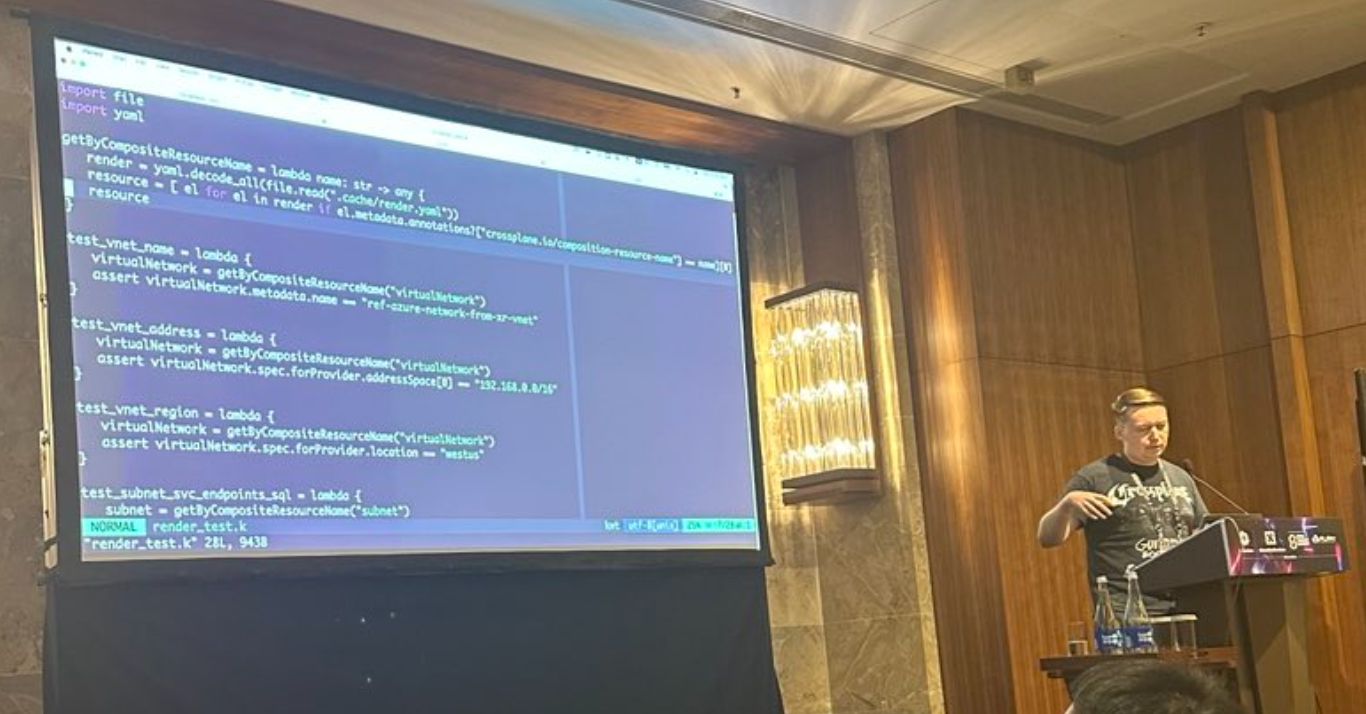 import file
import yaml
getByCompositeResourceName = lambda name: str -> any {
render = yaml.decode_all(file.read(".cache/render.yaml"))
resource = [ el for el in render if el.metadata.annotations?["crossplane.io/composition-resource-name"] == name][0]
resource
}
test_vnet_name = lambda {
virtualNetwork = getByCompositeResourceName("virtualNetwork")
assert virtualNetwork.metadata.name == "ref-azure-network-from-xr-vnet"
}
test_vnet_address = lambda {
virtualNetwork = getByCompositeResourceName("virtualNetwork")
assert virtualNetwork.spec.forProvider.addressSpace[0] == "192.168.0.0/16"
}
test_vnet_region = lambda {
virtualNetwork = getByCompositeResourceName("virtualNetwork")
assert virtualNetwork.spec.forProvider.location == "westus"
}
test_subnet_svc_endpoints_sql = lambda {
subnet = getByCompositeResourceName("subnet")
NORMAL render_test.k utf-8[unix]
"render_test.k" 28L, 943B
Crossplane